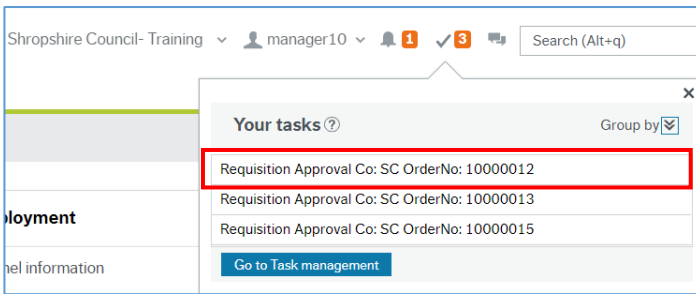 Shropshire Council- Training manager10 1 3 Search (Alt+q)
Your tasks ? Group by
Requisition Approval Co: SC OrderNo: 10000012
Requisition Approval Co: SC OrderNo: 10000013
ployment
Requisition Approval Co: SC OrderNo: 10000015
nel information
Go to Task management